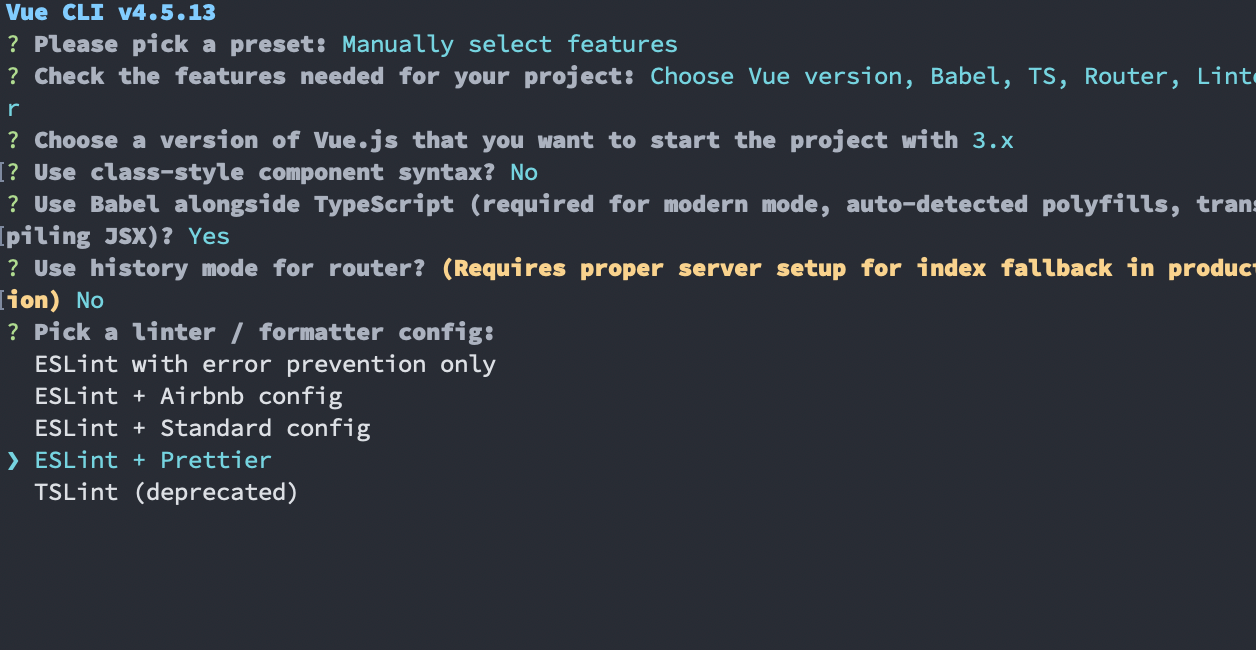 Vue CLI v4.5.13
? Please pick a preset: Manually select features
? Check the features needed for your project: Choose Vue version, Babel, TS, Router, Linte
r
? Choose a version of Vue.js that you want to start the project with 3.x
[? Use class-style component syntax? No
? Use Babel alongside TypeScript (required for modern mode, auto-detected polyfills, trans
[piling JSX)? Yes
? Use history mode for router? (Requires proper server setup for index fallback in product
[ion) No
? Pick a linter / formatter config:
ESLint with error prevention only
ESLint + Airbnb config
ESLint + Standard config
❯ ESLint + Prettier
TSLint (deprecated)